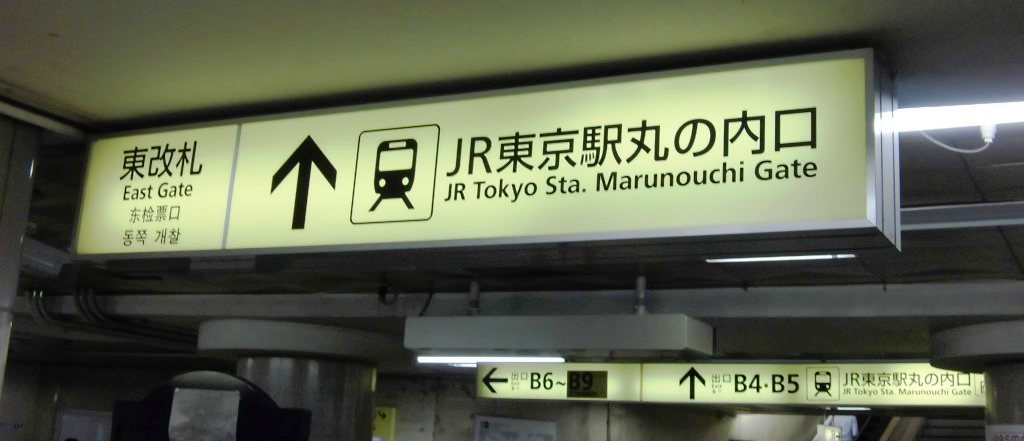 東改札
East Gate
东检票口
동쪽 개찰
JR東京駅丸の内口
JR Tokyo Sta. Marunouchi Gate
出口 B6~B9
出口 B4・B5
JR東京駅丸の内口
JR Tokyo Sta. Marunouchi Gate